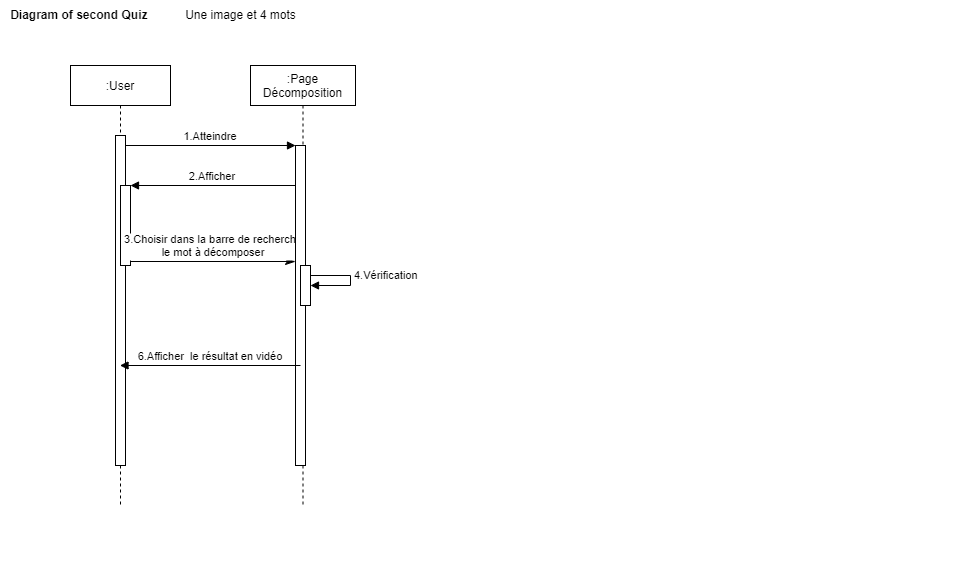 Diagram of second Quiz Une image et 4 mots
:User
:Page
Décomposition
1.Atteindre
2.Afficher
3.Choisir dans la barre de recherch
le mot à décomposer
4.Vérification
6.Afficher le résultat en vidéo